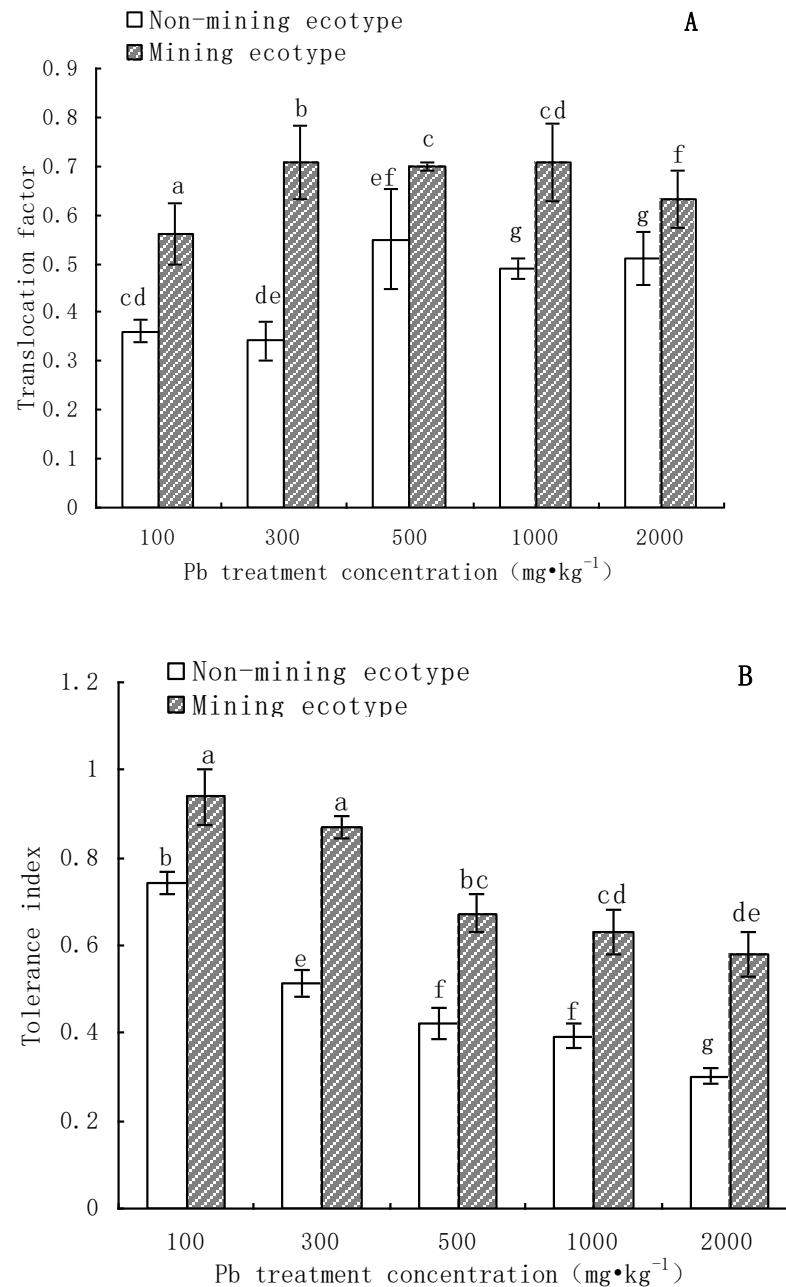 Non-mining ecotype
Mining ecotype
A
Translocation factor
0.9
0.8
0.7
0.6
0.5
0.4
0.3
0.2
0.1
0
cd
a
de
b
ef
c
g
cd
g
f
100 300 500 1000 2000
Pb treatment concentration (mg•kg⁻¹)
Non-mining ecotype
Mining ecotype
B
Tolerance index
1.2
1
0.8
0.6
0.4
0.2
0
b
a
e
a
f
bc
f
cd
g
de
100 300 500 1000 2000
Pb treatment concentration (mg•kg⁻¹)